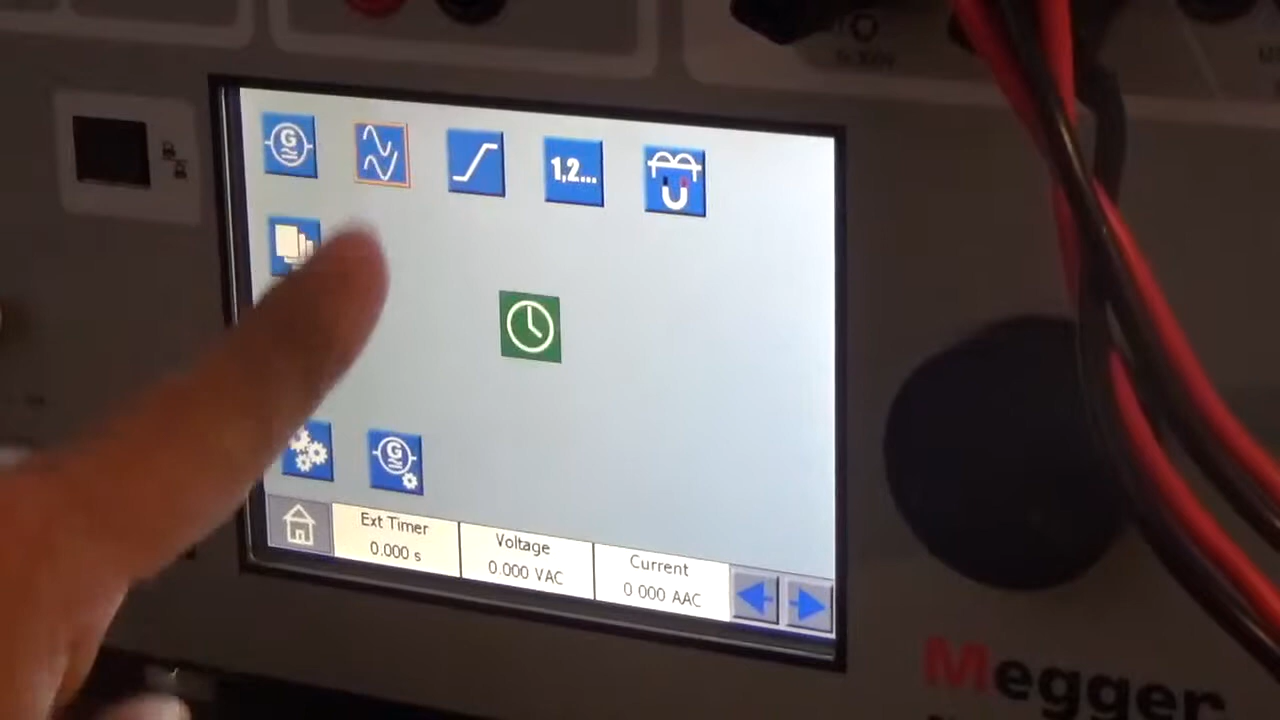 G
1,2...
G
Ext Timer
0.000 s
Voltage
0.000 VAC
Current
0 000 AAC
Megger